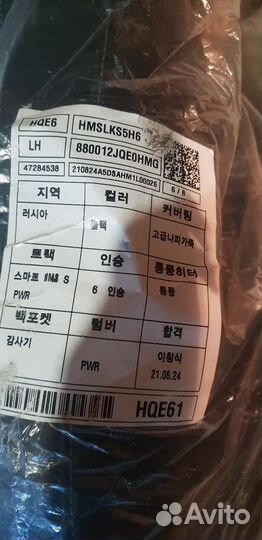 HQE6 HMSLKS5H6
LH 880012JQE0HMG
47284538 210824A5D8AHM1L00026 6/8
지역 컬러 커버링
러시아 블랙 고급나파가죽
트랙 인승 통풍히터
스마트 IMS S
PWR 6 인승 통풍
백포켓 럼버 합격
감사기 PWR 이창식
21.08.24
HQE61
Avito